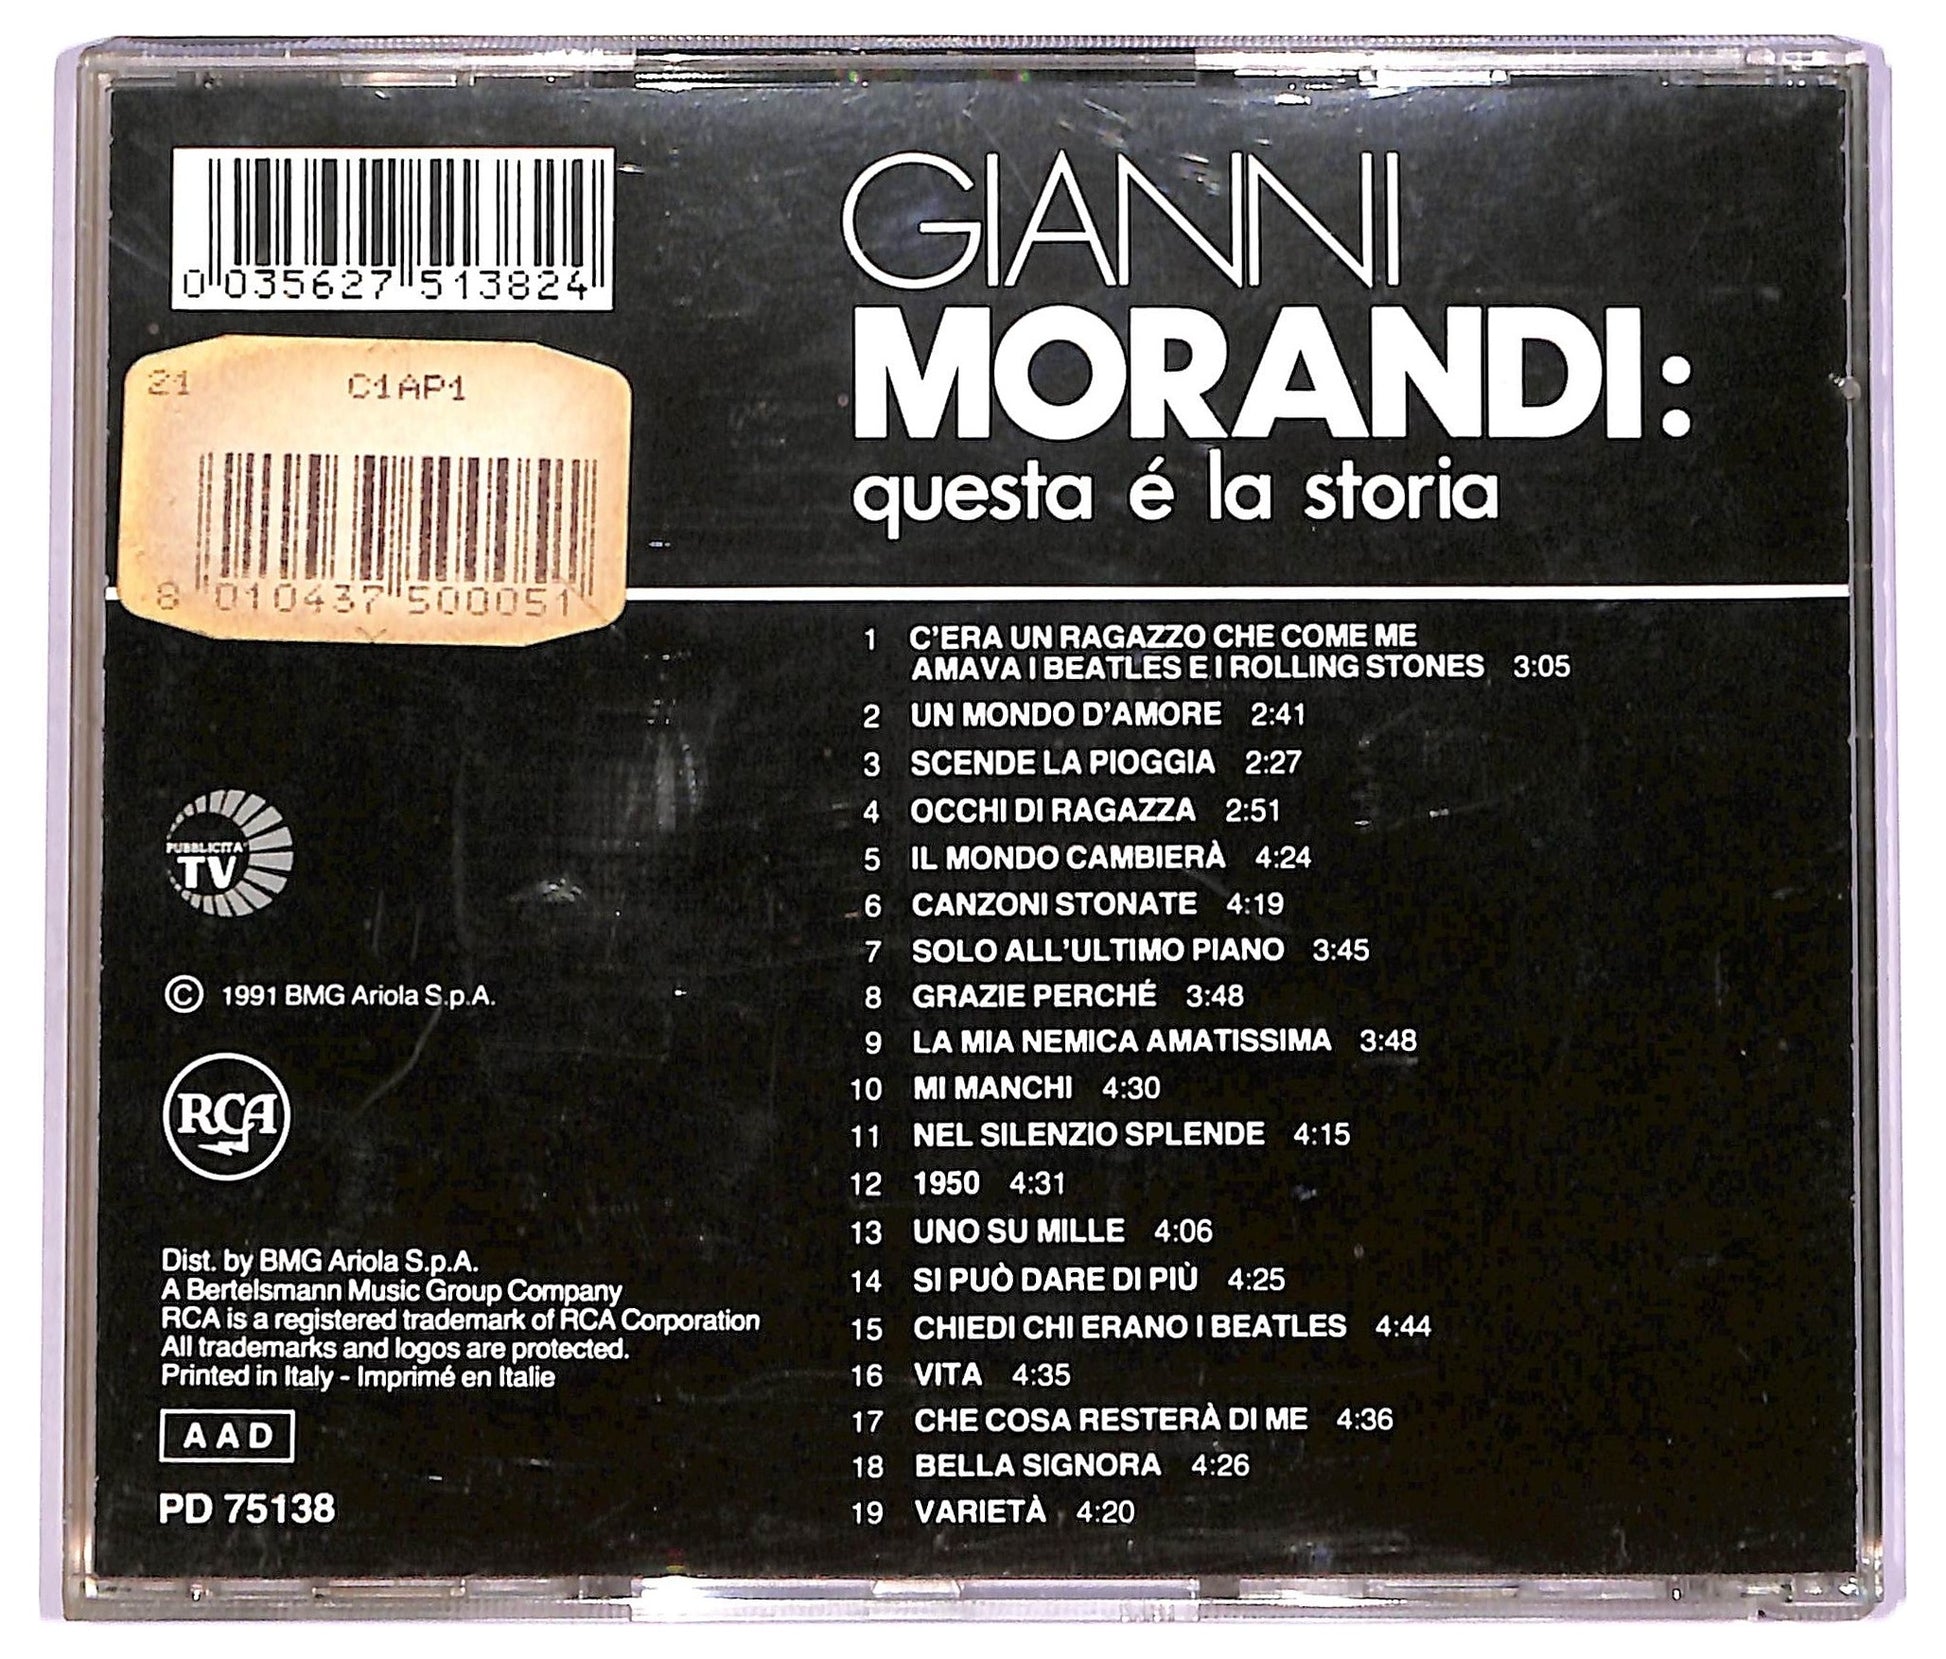 0 035627 513824
21 C1AP1
8 010437 500051
GIANNI
MORANDI:
questa é la storia
1 C'ERA UN RAGAZZO CHE COME ME
AMAVA I BEATLES E I ROLLING STONES 3:05
2 UN MONDO D'AMORE 2:41
3 SCENDE LA PIOGGIA 2:27
4 OCCHI DI RAGAZZA 2:51
5 IL MONDO CAMBIERÀ 4:24
6 CANZONI STONATE 4:19
7 SOLO ALL'ULTIMO PIANO 3:45
8 GRAZIE PERCHÉ 3:48
9 LA MIA NEMICA AMATISSIMA 3:48
10 MI MANCHI 4:30
11 NEL SILENZIO SPLENDE 4:15
12 1950 4:31
13 UNO SU MILLE 4:06
14 SI PUÒ DARE DI PIÙ 4:25
15 CHIEDI CHI ERANO I BEATLES 4:44
16 VITA 4:35
17 CHE COSA RESTERÀ DI ME 4:36
18 BELLA SIGNORA 4:26
19 VARIETÀ 4:20
PUBBLICITA'
TV
© 1991 BMG Ariola S.p.A.
RCA
Dist. by BMG Ariola S.p.A.
A Bertelsmann Music Group Company
RCA is a registered trademark of RCA Corporation
All trademarks and logos are protected.
Printed in Italy - Imprimé en Italie
AAD
PD 75138